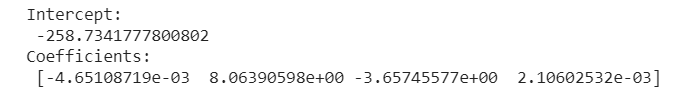 Intercept:
-258.7341777800802
Coefficients:
[-4.65108719e-03 8.06390598e+00 -3.65745577e+00 2.10602532e-03]